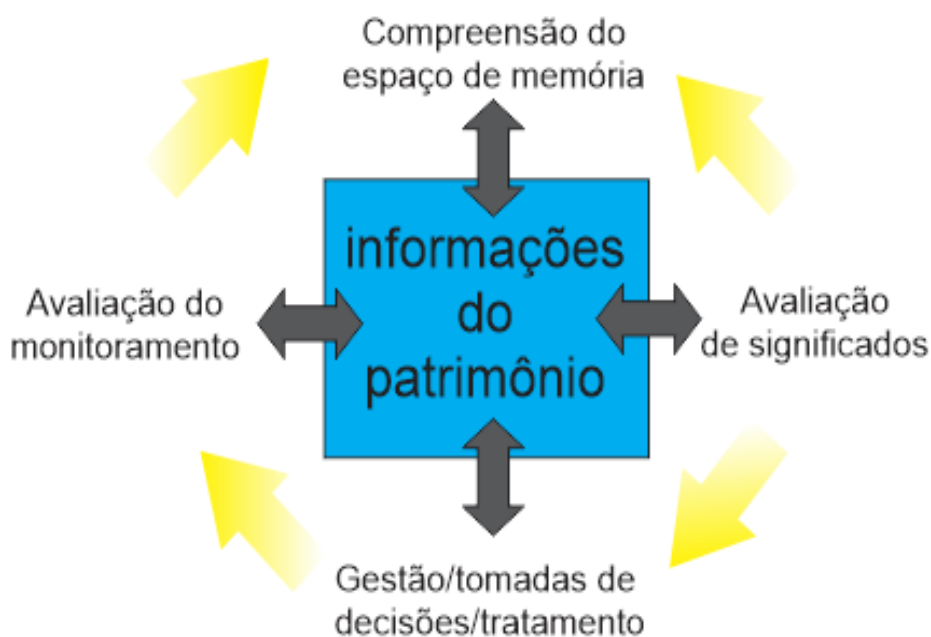 Compreensão do
espaço de memória
informações
do
patrimônio
Avaliação do
monitoramento
Avaliação
de significados
Gestão/tomadas de
decisões/tratamento